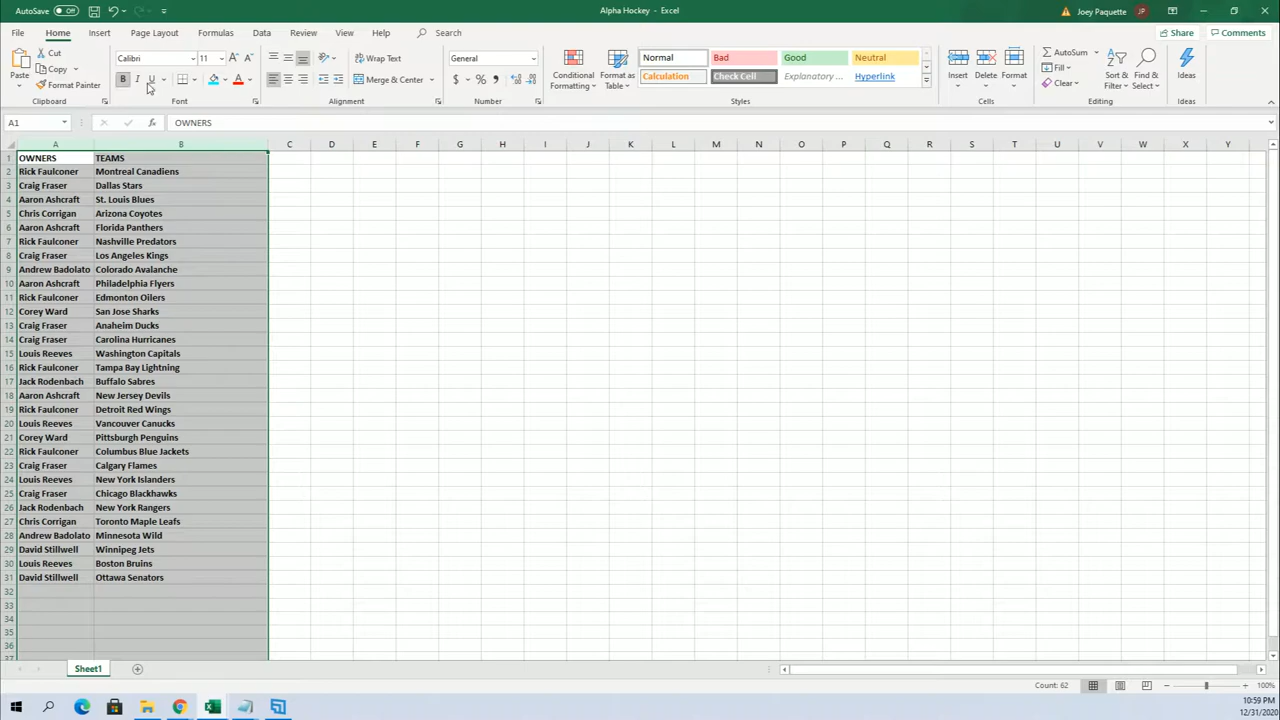 AutoSave Off
Alpha Hockey - Excel
Joey Paquette JP
File Home Insert Page Layout Formulas Data Review View Help Search
Share Comments
Paste
Cut
Copy
Format Painter
Clipboard
Calibri 11
B I U
Font
Wrap Text
Merge & Center
Alignment
General
$ % 9
Number
Conditional Formatting
Format as Table
Normal Bad Good Neutral
Calculation Check Cell Explanatory ... Hyperlink
Styles
Insert Delete Format
Cells
AutoSum
Fill
Clear
Sort & Filter
Find & Select
Editing
Ideas
Ideas
A1 fx OWNERS
A B C D E F G H I J K L M N O P Q R S T U V W X Y
1 OWNERS TEAMS
2 Rick Faulconer Montreal Canadiens
3 Craig Fraser Dallas Stars
4 Aaron Ashcraft St. Louis Blues
5 Chris Corrigan Arizona Coyotes
6 Aaron Ashcraft Florida Panthers
7 Rick Faulconer Nashville Predators
8 Craig Fraser Los Angeles Kings
9 Andrew Badolato Colorado Avalanche
10 Aaron Ashcraft Philadelphia Flyers
11 Rick Faulconer Edmonton Oilers
12 Corey Ward San Jose Sharks
13 Craig Fraser Anaheim Ducks
14 Craig Fraser Carolina Hurricanes
15 Louis Reeves Washington Capitals
16 Rick Faulconer Tampa Bay Lightning
17 Jack Rodenbach Buffalo Sabres
18 Aaron Ashcraft New Jersey Devils
19 Rick Faulconer Detroit Red Wings
20 Louis Reeves Vancouver Canucks
21 Corey Ward Pittsburgh Penguins
22 Rick Faulconer Columbus Blue Jackets
23 Craig Fraser Calgary Flames
24 Louis Reeves New York Islanders
25 Craig Fraser Chicago Blackhawks
26 Jack Rodenbach New York Rangers
27 Chris Corrigan Toronto Maple Leafs
28 Andrew Badolato Minnesota Wild
29 David Stillwell Winnipeg Jets
30 Louis Reeves Boston Bruins
31 David Stillwell Ottawa Senators
32
33
34
35
36
37
Sheet1
Count: 62 100%
10:59 PM
12/31/2020